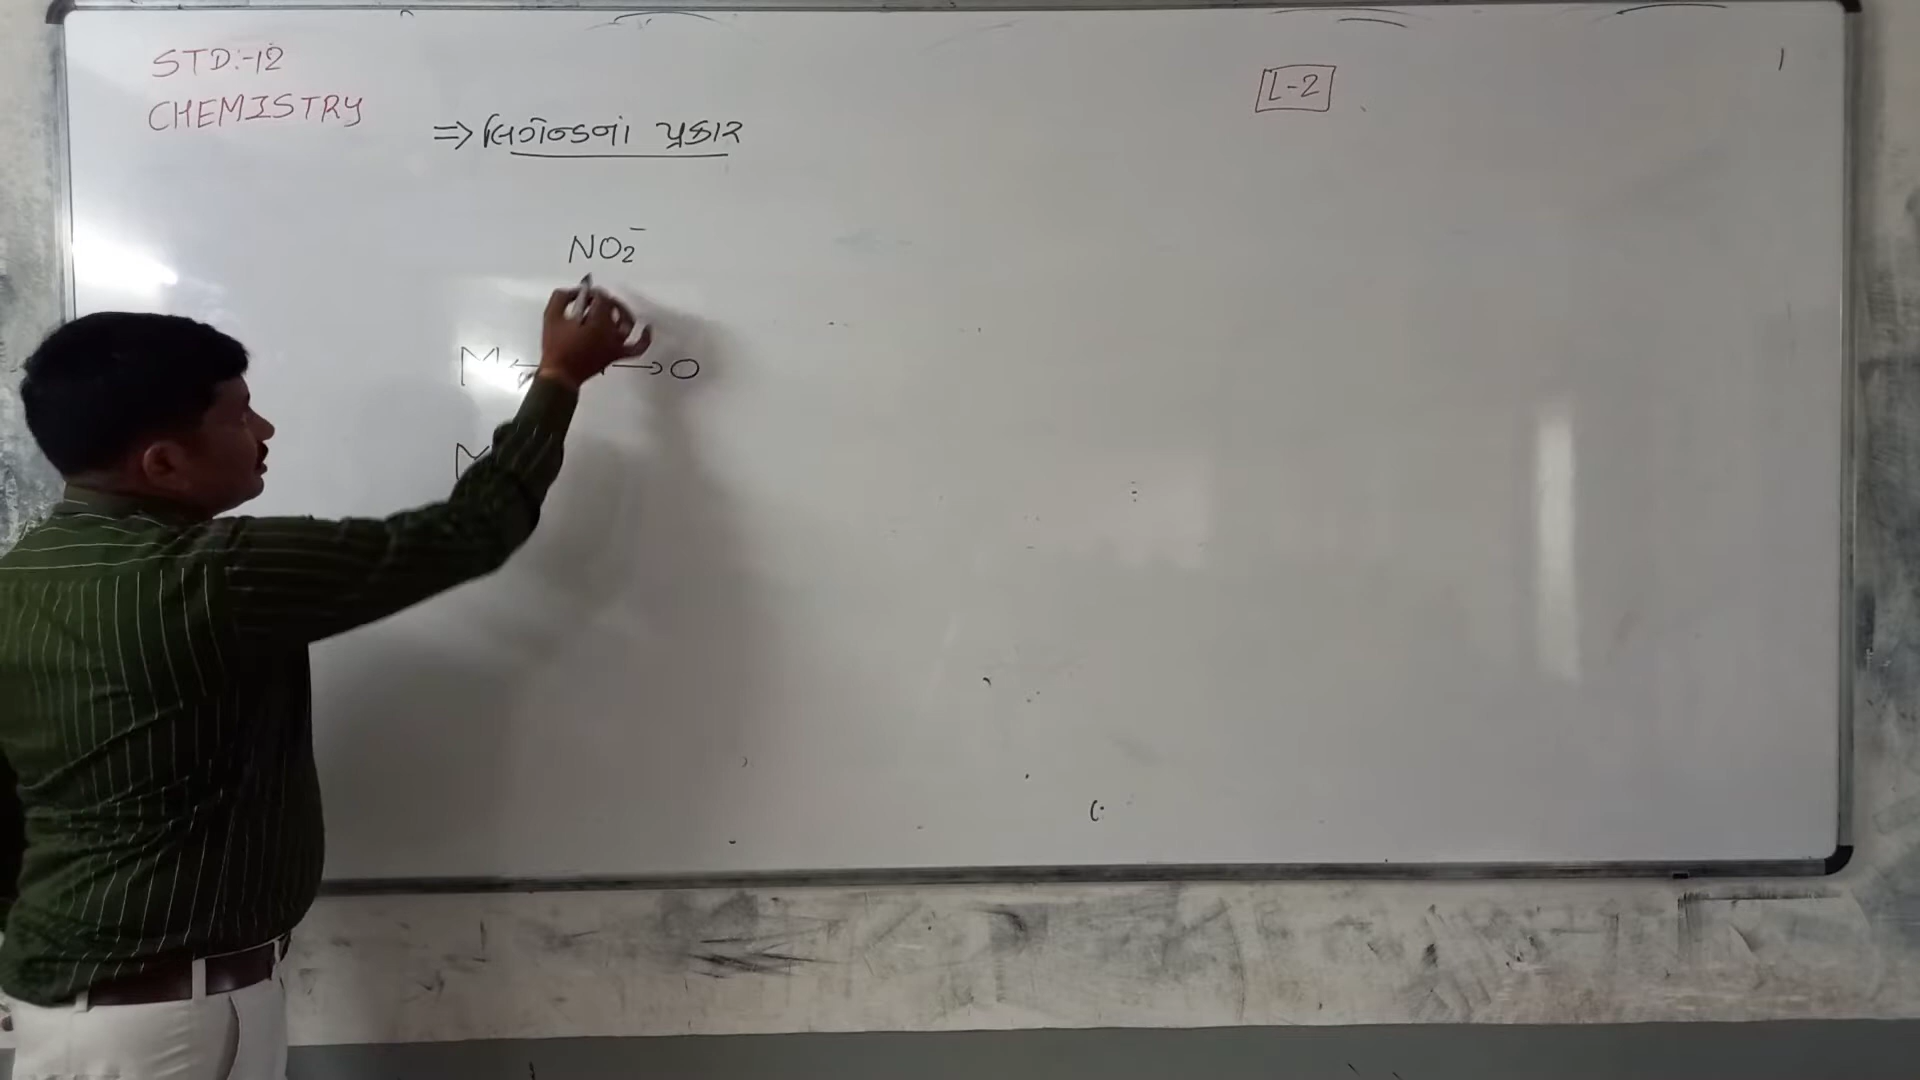 STD:-12
CHEMISTRY
L-2
⇒ લિગેન્ડનાં પ્રકાર
NO₂⁻
M ← → O
M